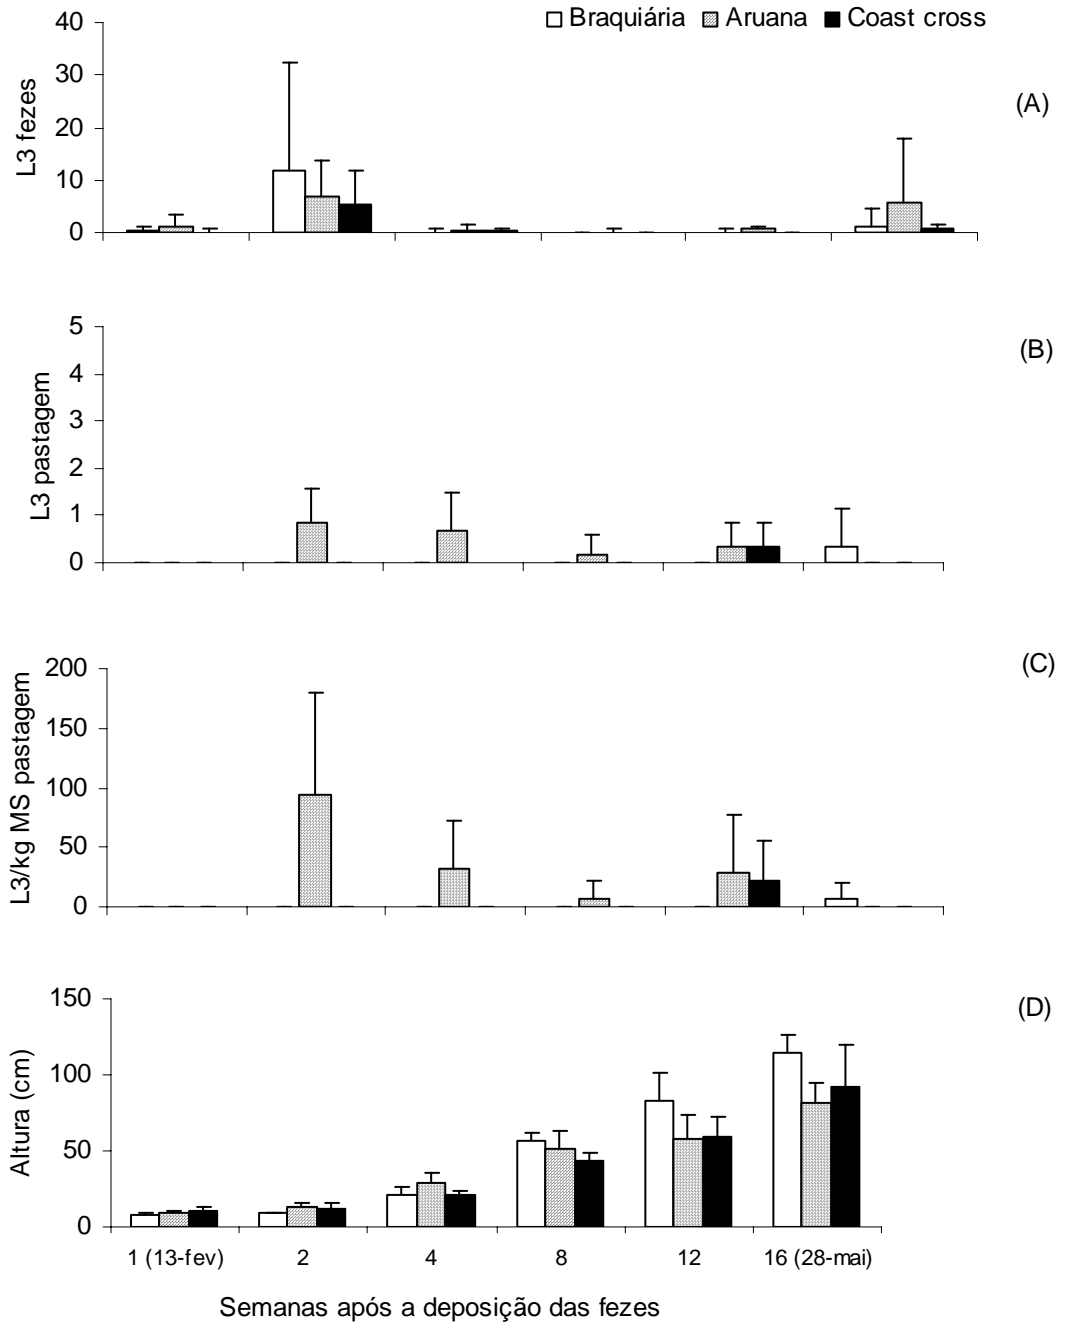 Braquiária Aruana Coast cross
(A)
L3 fezes
40
30
20
10
0
(B)
L3 pastagem
5
4
3
2
1
0
(C)
L3/kg MS pastagem
200
150
100
50
0
(D)
Altura (cm)
150
100
50
0
1 (13-fev) 2 4 8 12 16 (28-mai)
Semanas após a deposição das fezes